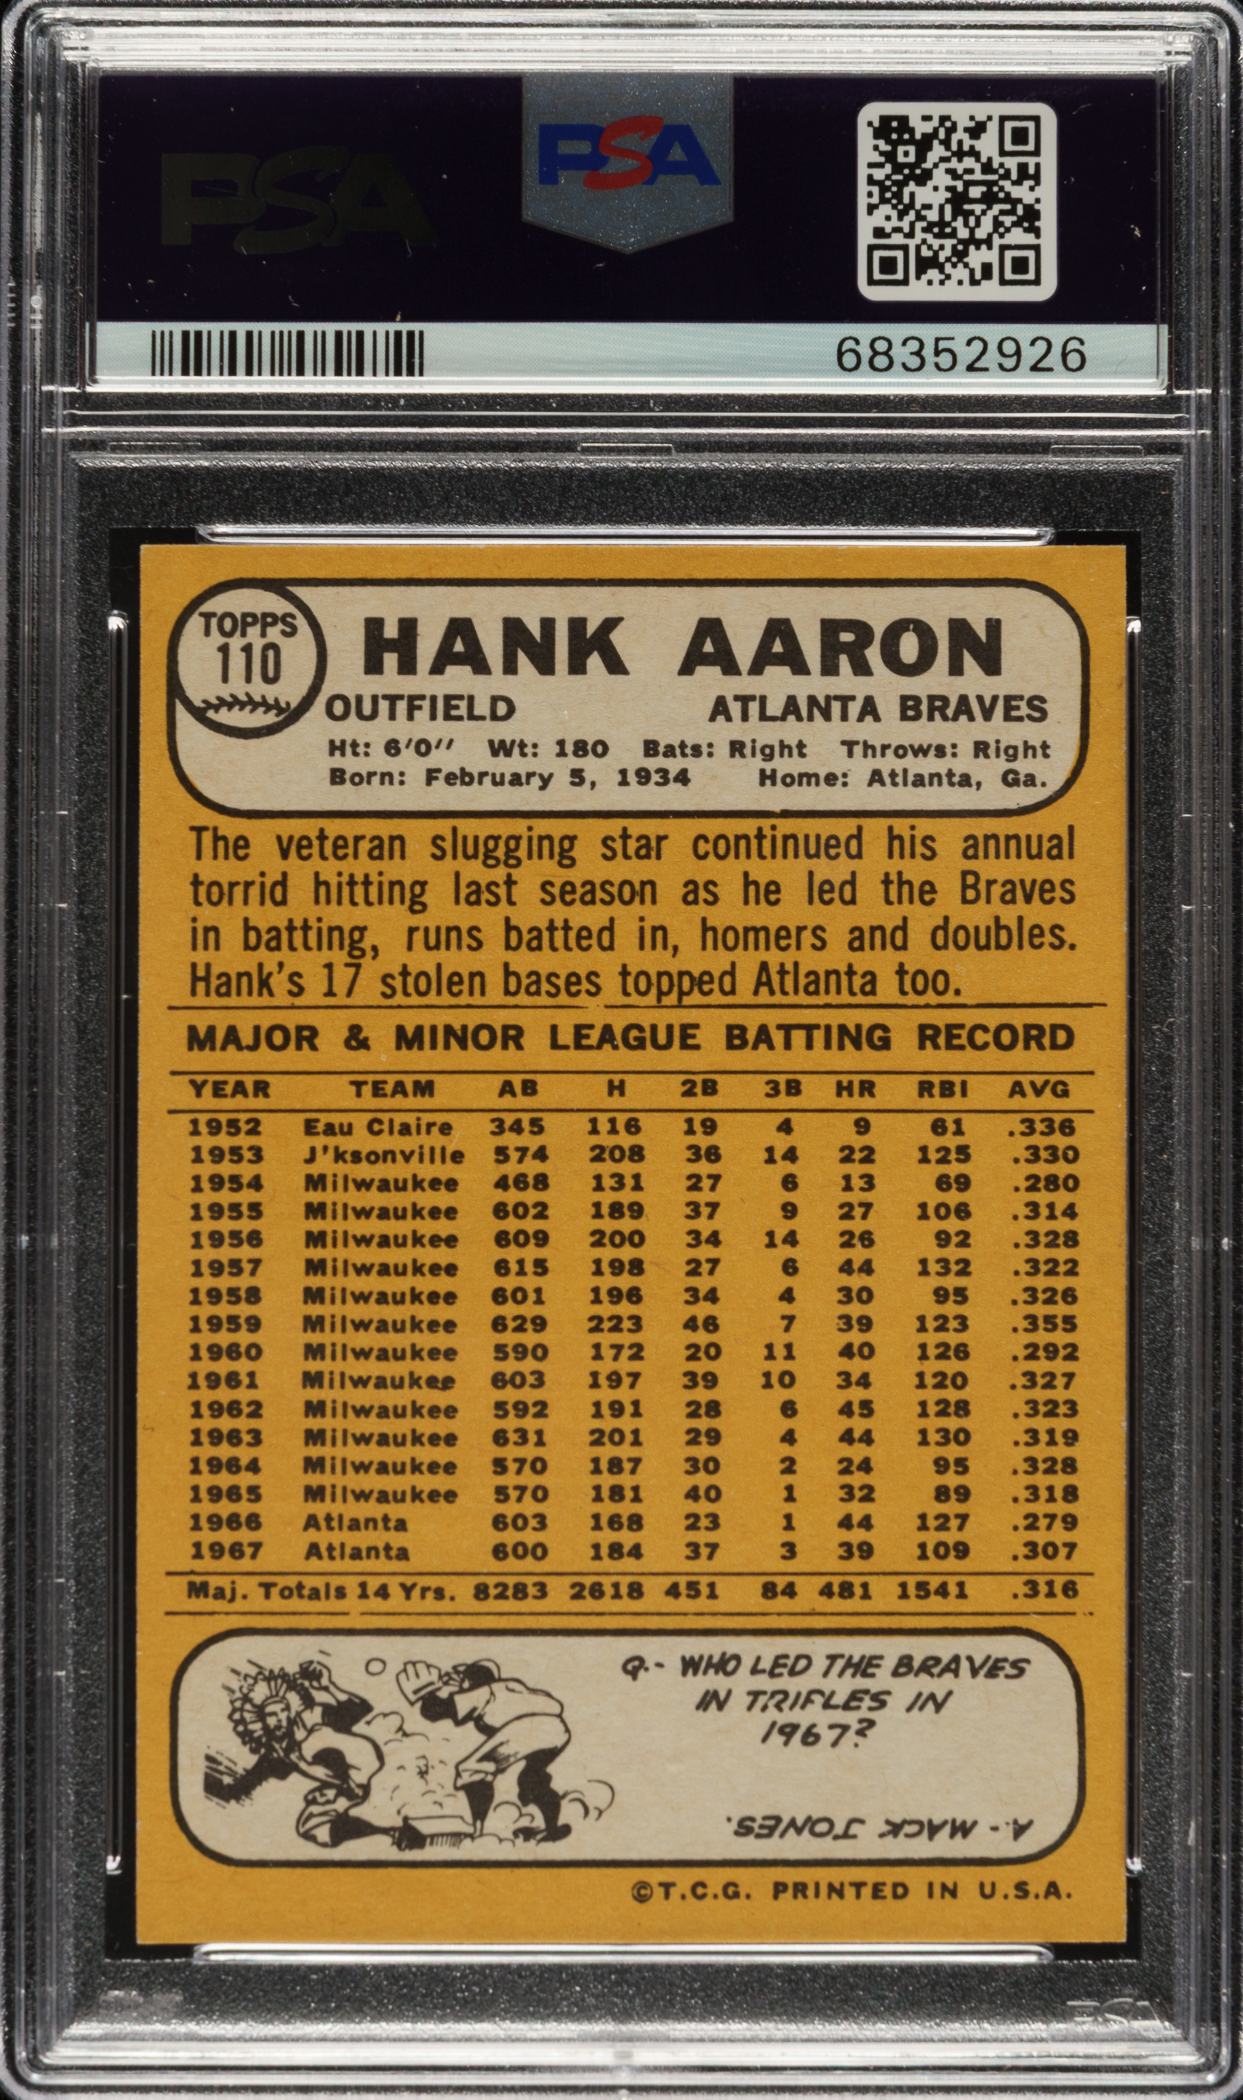 PSA
PSA
68352926
TOPPS
110
HANK AARON
OUTFIELD ATLANTA BRAVES
Ht: 6'0" Wt: 180 Bats: Right Throws: Right
Born: February 5, 1934 Home: Atlanta, Ga.
The veteran slugging star continued his annual
torrid hitting last season as he led the Braves
in batting, runs batted in, homers and doubles.
Hank's 17 stolen bases topped Atlanta too.
MAJOR & MINOR LEAGUE BATTING RECORD
YEAR TEAM AB H 2B 3B HR RBI AVG
1952 Eau Claire 345 116 19 4 9 61 .336
1953 J'ksonville 574 208 36 14 22 125 .330
1954 Milwaukee 468 131 27 6 13 69 .280
1955 Milwaukee 602 189 37 9 27 106 .314
1956 Milwaukee 609 200 34 14 26 92 .328
1957 Milwaukee 615 198 27 6 44 132 .322
1958 Milwaukee 601 196 34 4 30 95 .326
1959 Milwaukee 629 223 46 7 39 123 .355
1960 Milwaukee 590 172 20 11 40 126 .292
1961 Milwaukee 603 197 39 10 34 120 .327
1962 Milwaukee 592 191 28 6 45 128 .323
1963 Milwaukee 631 201 29 4 44 130 .319
1964 Milwaukee 570 187 30 2 24 95 .328
1965 Milwaukee 570 181 40 1 32 89 .318
1966 Atlanta 603 168 23 1 44 127 .279
1967 Atlanta 600 184 37 3 39 109 .307
Maj. Totals 14 Yrs. 8283 2618 451 84 481 1541 .316
Q.- WHO LED THE BRAVES
IN TRIPLES IN
1967?
A.- MACK JONES.
©T.C.G. PRINTED IN U.S.A.
PSA